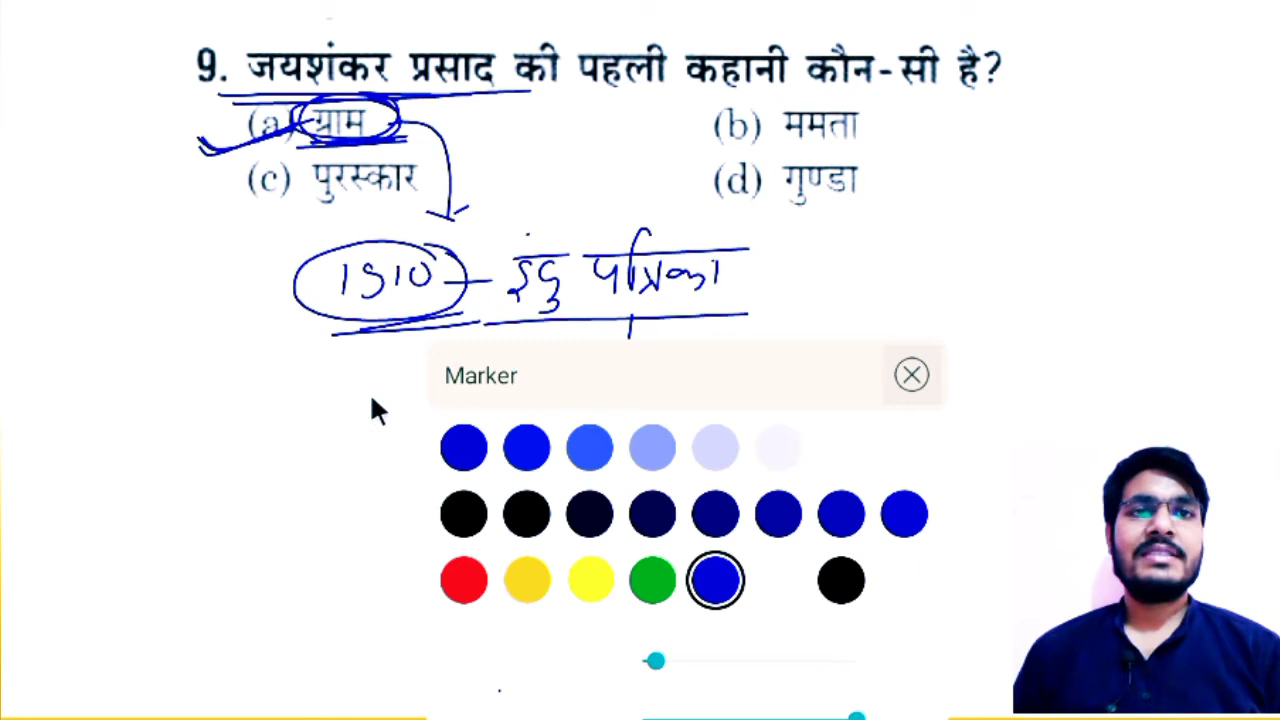 9. जयशंकर प्रसाद की पहली कहानी कौन-सी है?
(a) ग्राम (b) ममता
(c) पुरस्कार (d) गुण्डा
1910 - इंदु पत्रिका
Marker